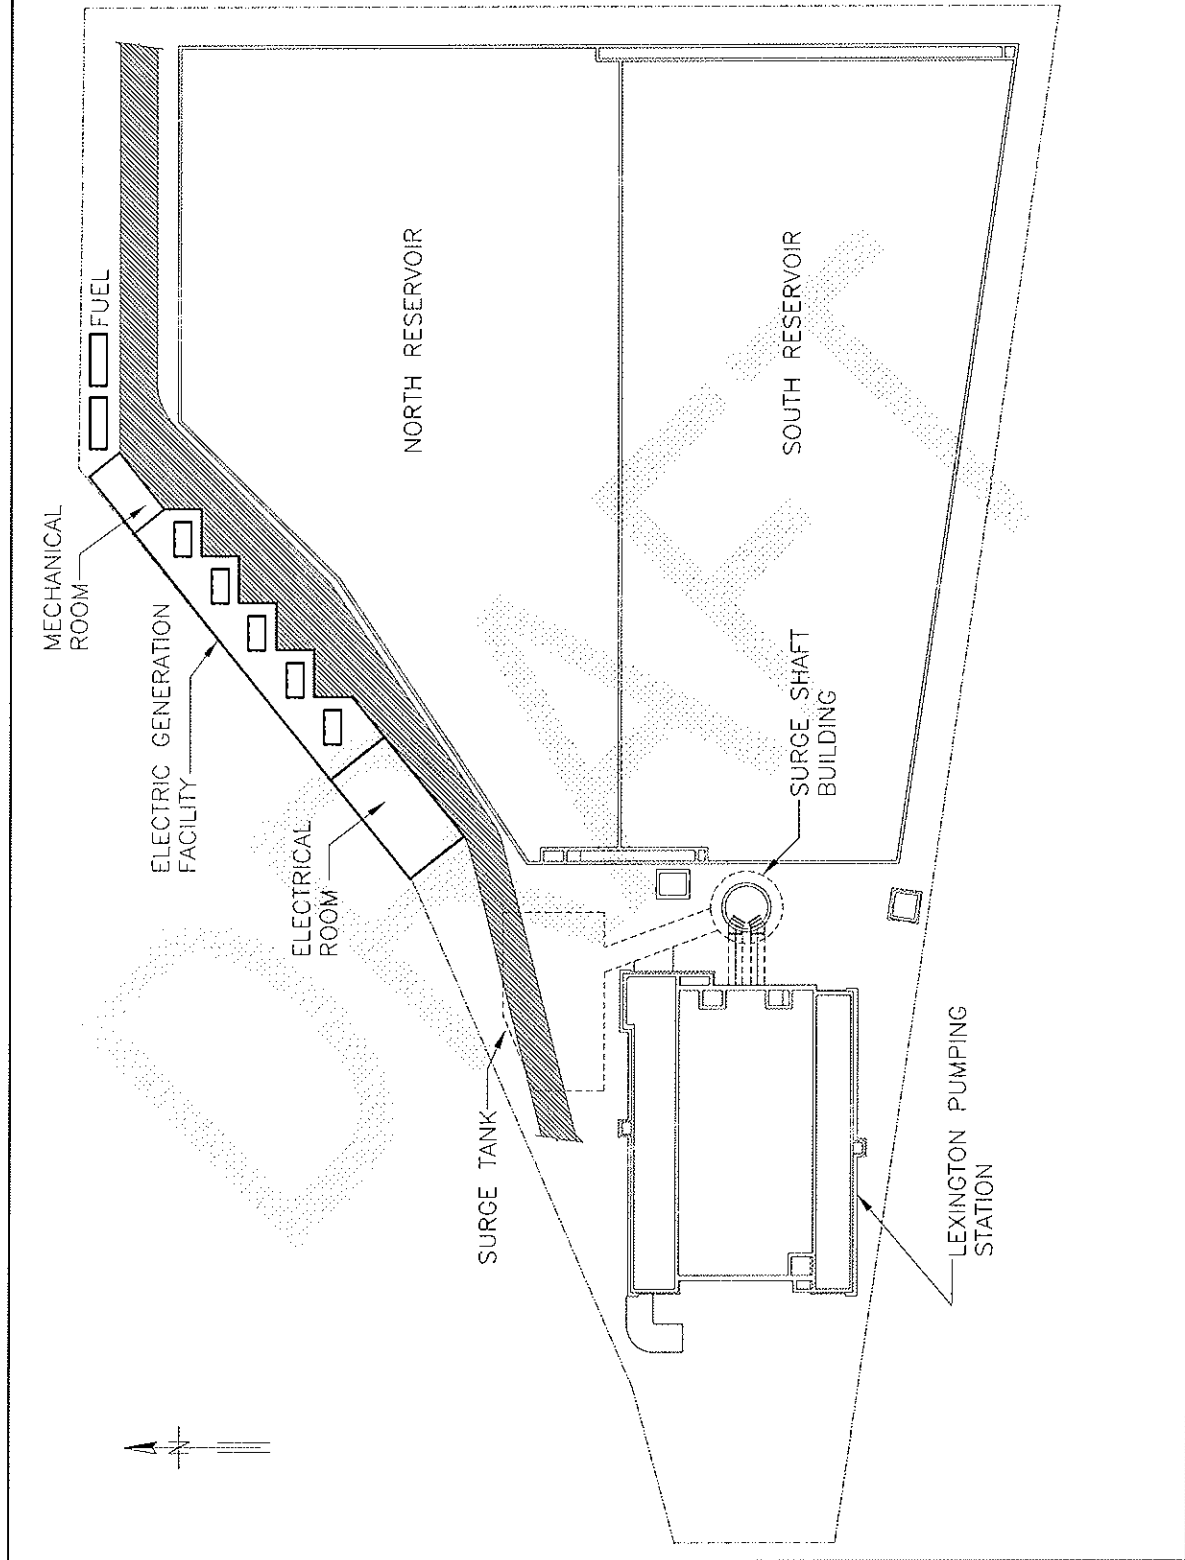 MECHANICAL
ROOM
FUEL
ELECTRIC GENERATION
FACILITY
ELECTRICAL
ROOM
SURGE TANK
NORTH RESERVOIR
SOUTH RESERVOIR
SURGE SHAFT
BUILDING
LEXINGTON PUMPING
STATION
N
DRAFT